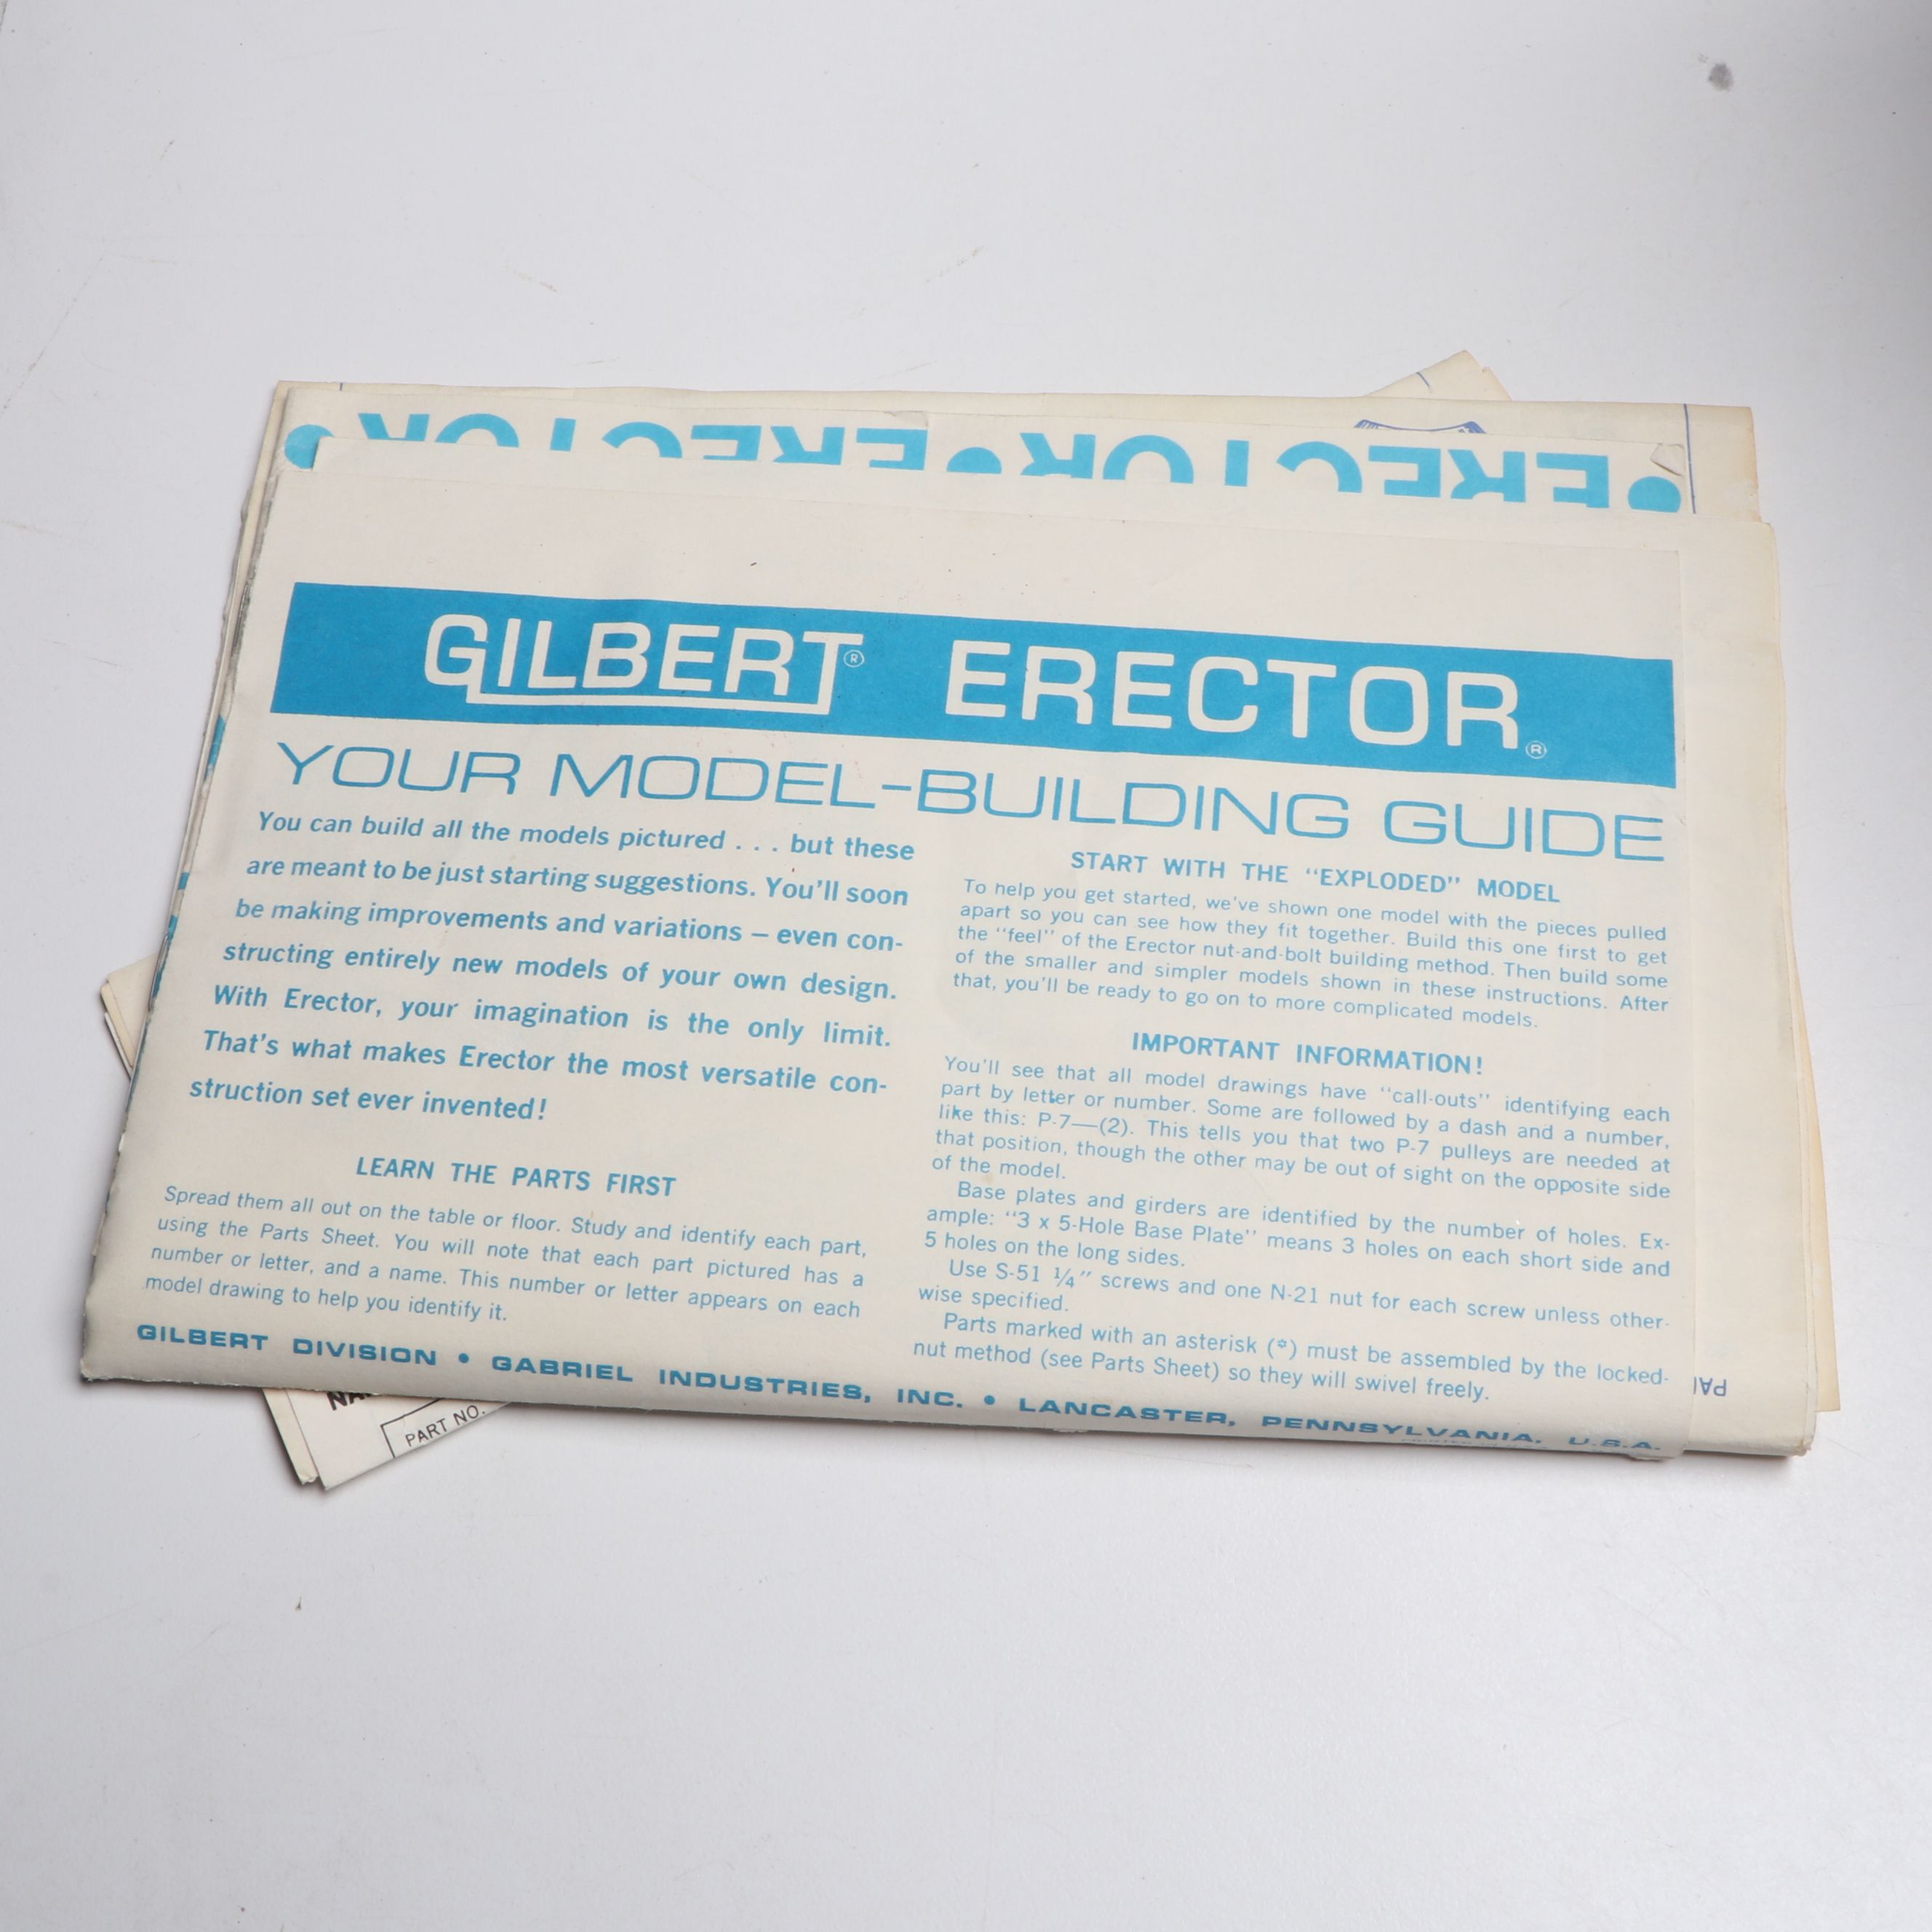 ERECTOR • ERECTOR •
GILBERT® ERECTOR®
YOUR MODEL-BUILDING GUIDE
You can build all the models pictured . . . but these
are meant to be just starting suggestions. You'll soon
be making improvements and variations — even con-
structing entirely new models of your own design.
With Erector, your imagination is the only limit.
That's what makes Erector the most versatile con-
struction set ever invented!
LEARN THE PARTS FIRST
Spread them all out on the table or floor. Study and identify each part,
using the Parts Sheet. You will note that each part pictured has a
number or letter, and a name. This number or letter appears on each
model drawing to help you identify it.
START WITH THE "EXPLODED" MODEL
To help you get started, we've shown one model with the pieces pulled
apart so you can see how they fit together. Build this one first to get
the "feel" of the Erector nut-and-bolt building method. Then build some
of the smaller and simpler models shown in these instructions. After
that, you'll be ready to go on to more complicated models.
IMPORTANT INFORMATION!
You'll see that all model drawings have "call-outs" identifying each
part by letter or number. Some are followed by a dash and a number,
like this: P-7—(2). This tells you that two P-7 pulleys are needed at
that position, though the other may be out of sight on the opposite side
of the model.
Base plates and girders are identified by the number of holes. Ex-
ample: "3 x 5-Hole Base Plate" means 3 holes on each short side and
5 holes on the long sides.
Use S-51 ¼" screws and one N-21 nut for each screw unless other-
wise specified.
Parts marked with an asterisk (*) must be assembled by the locked-
nut method (see Parts Sheet) so they will swivel freely.
GILBERT DIVISION • GABRIEL INDUSTRIES, INC. • LANCASTER, PENNSYLVANIA, U.S.A.
PART NO.